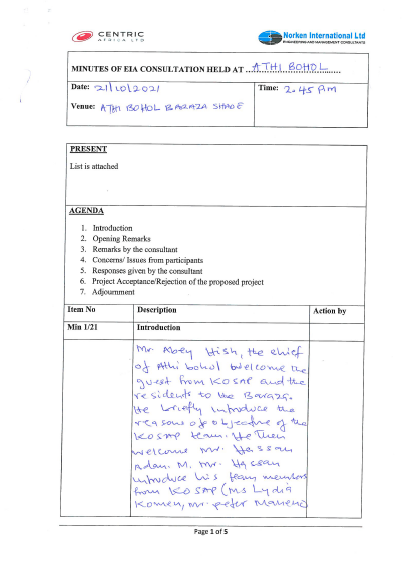 CENTRIC
AFRICA LTD
Norken International Ltd
ENGINEERING AND MANAGEMENT CONSULTANTS
MINUTES OF EIA CONSULTATION HELD AT ...ATHI BOHOL...
Date: 21/10/2021
Time: 2.45 Pm
Venue: ATHI BOHOL BARAZA SHADE
PRESENT
List is attached
AGENDA
1. Introduction
2. Opening Remarks
3. Remarks by the consultant
4. Concerns/ Issues from participants
5. Responses given by the consultant
6. Project Acceptance/Rejection of the proposed project
7. Adjournment
Item No Description Action by
Min 1/21 Introduction
Mr. Abey Hish, the chief
of Athi bohol welcome the
guest from KOSAP and the
residents to the Baraza.
He briefly introduce the
reasons of objective of the
KOSAP team. He then
welcome Mr. Hassan
Adan. M. Mr. Hassan
introduce his team members
from KOSAP (Ms Lydia
Komen, Mr. peter
Page 1 of 5